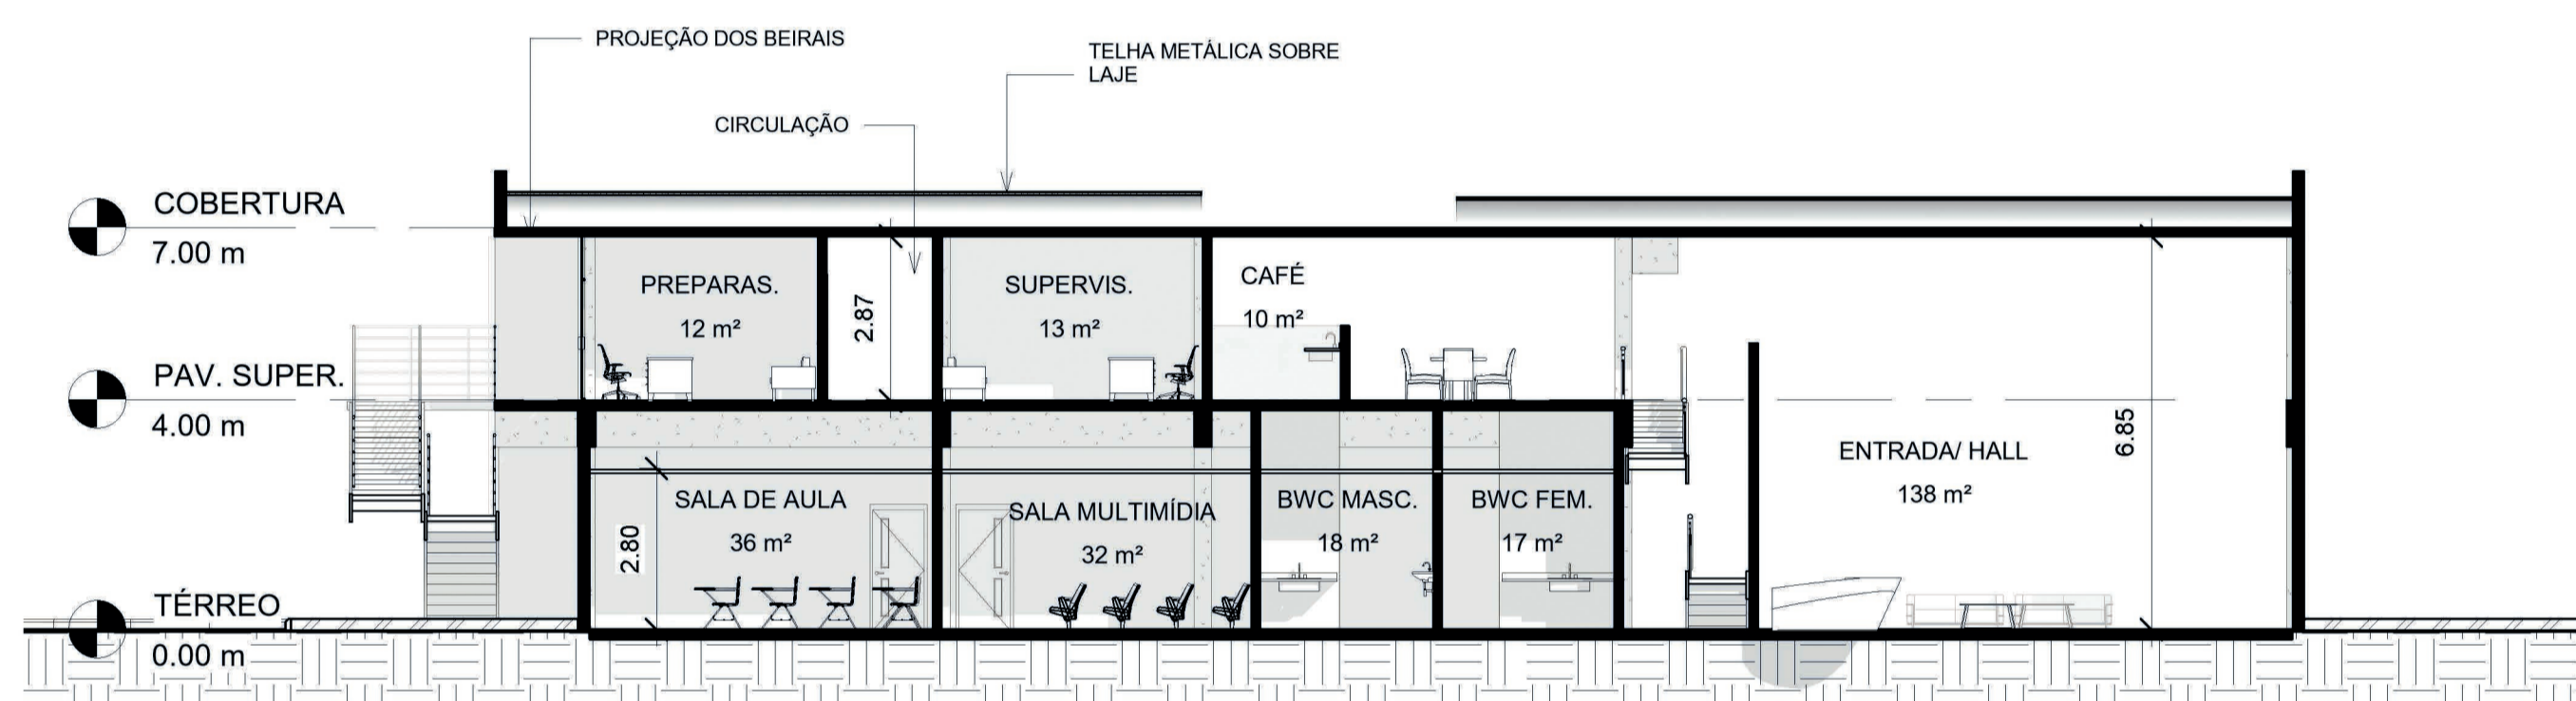 PROJEÇÃO DOS BEIRAIS
TELHA METÁLICA SOBRE
LAJE
CIRCULAÇÃO
COBERTURA
7.00 m
PREPARAS.
12 m²
2.87
SUPERVIS.
13 m²
CAFÉ
10 m²
PAV. SUPER.
4.00 m
ENTRADA/ HALL
138 m²
6.85
SALA DE AULA
36 m²
2.80
SALA MULTIMÍDIA
32 m²
BWC MASC.
18 m²
BWC FEM.
17 m²
TÉRREO
0.00 m